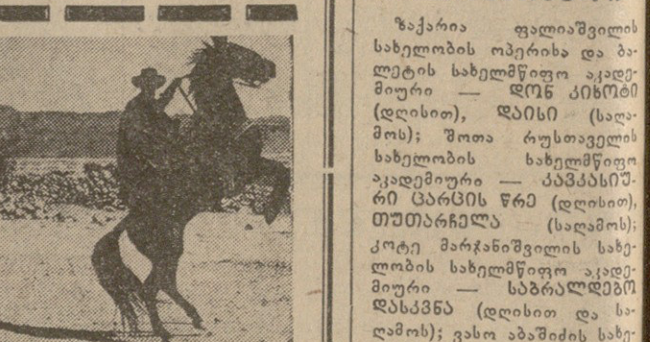 ზაქარია ფალიაშვილის
სახელობის ოპერისა და ბა-
ლეტის სახელმწიფო აკადე-
მიური — ᲓᲝᲜ ᲙᲘᲮᲝᲢᲘ
(დღისით), ᲓᲐᲘᲡᲘ (საღა-
მოს); შოთა რუსთაველის
სახელობის სახელმწიფო
აკადემიური — ᲙᲐᲕᲙᲐᲡᲘᲣ-
ᲠᲘ ᲪᲐᲠᲪᲘᲡ ᲬᲠᲔ (დღისით),
ᲗᲣᲗᲐᲠᲩᲔᲚᲐ (საღამოს);
კოტე მარჯანიშვილის სახე-
ლობის სახელმწიფო აკადე-
მიური — ᲡᲐᲑᲠᲐᲚᲓᲔᲑᲝ
ᲓᲐᲡᲙᲕᲜᲐ (დღისით და სა-
ღამოს); ვასო აბაშიძის სახე-